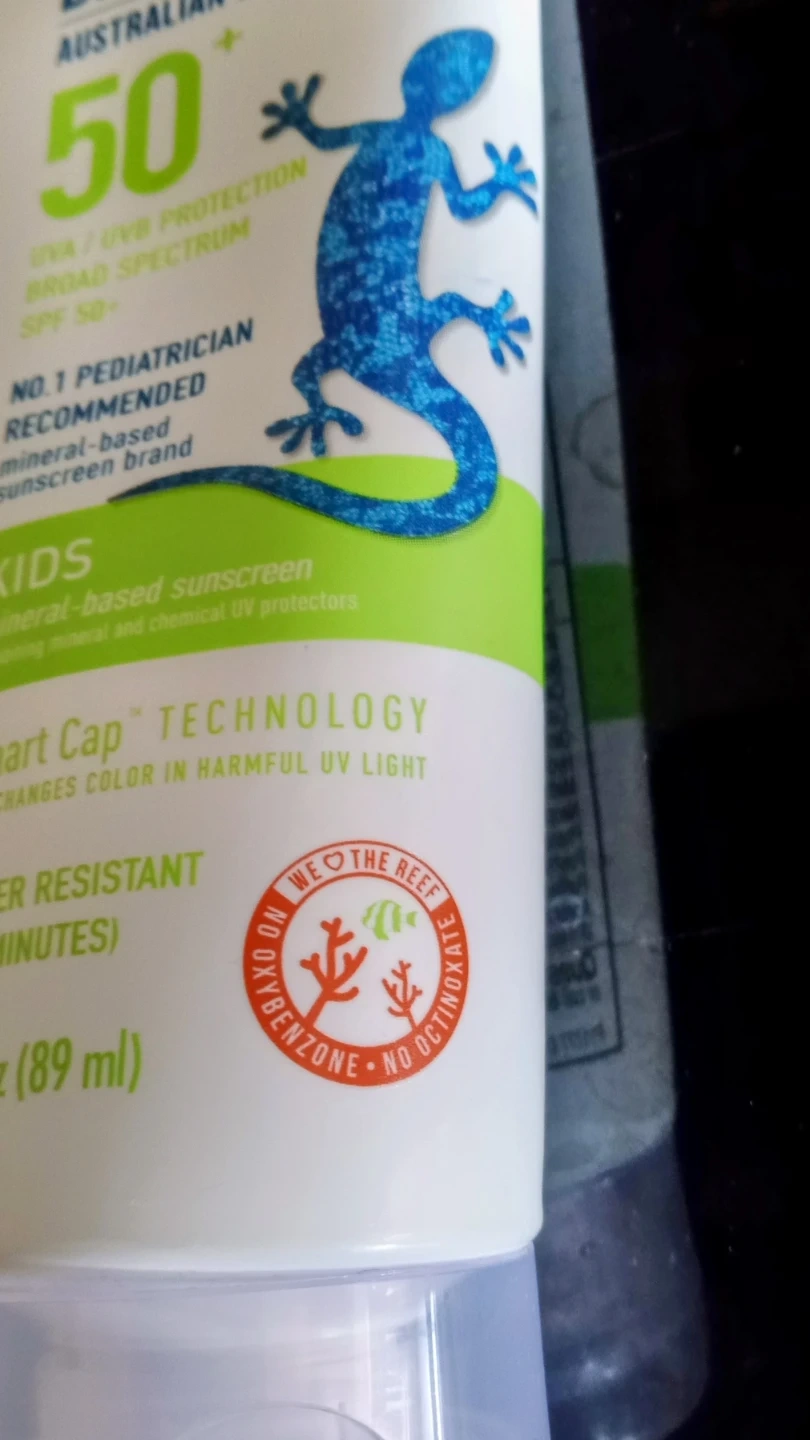 AUSTRALIAN
50+
UVA / UVB PROTECTION
BROAD SPECTRUM
SPF 50+
NO.1 PEDIATRICIAN
RECOMMENDED
mineral-based
sunscreen brand
KIDS
mineral-based sunscreen
mineral and chemical UV protectors
art Cap™ TECHNOLOGY
CHANGES COLOR IN HARMFUL UV LIGHT
ER RESISTANT
MINUTES)
(89 ml)
WE ♡ THE REEF
NO OXYBENZONE • NO OCTINOXATE